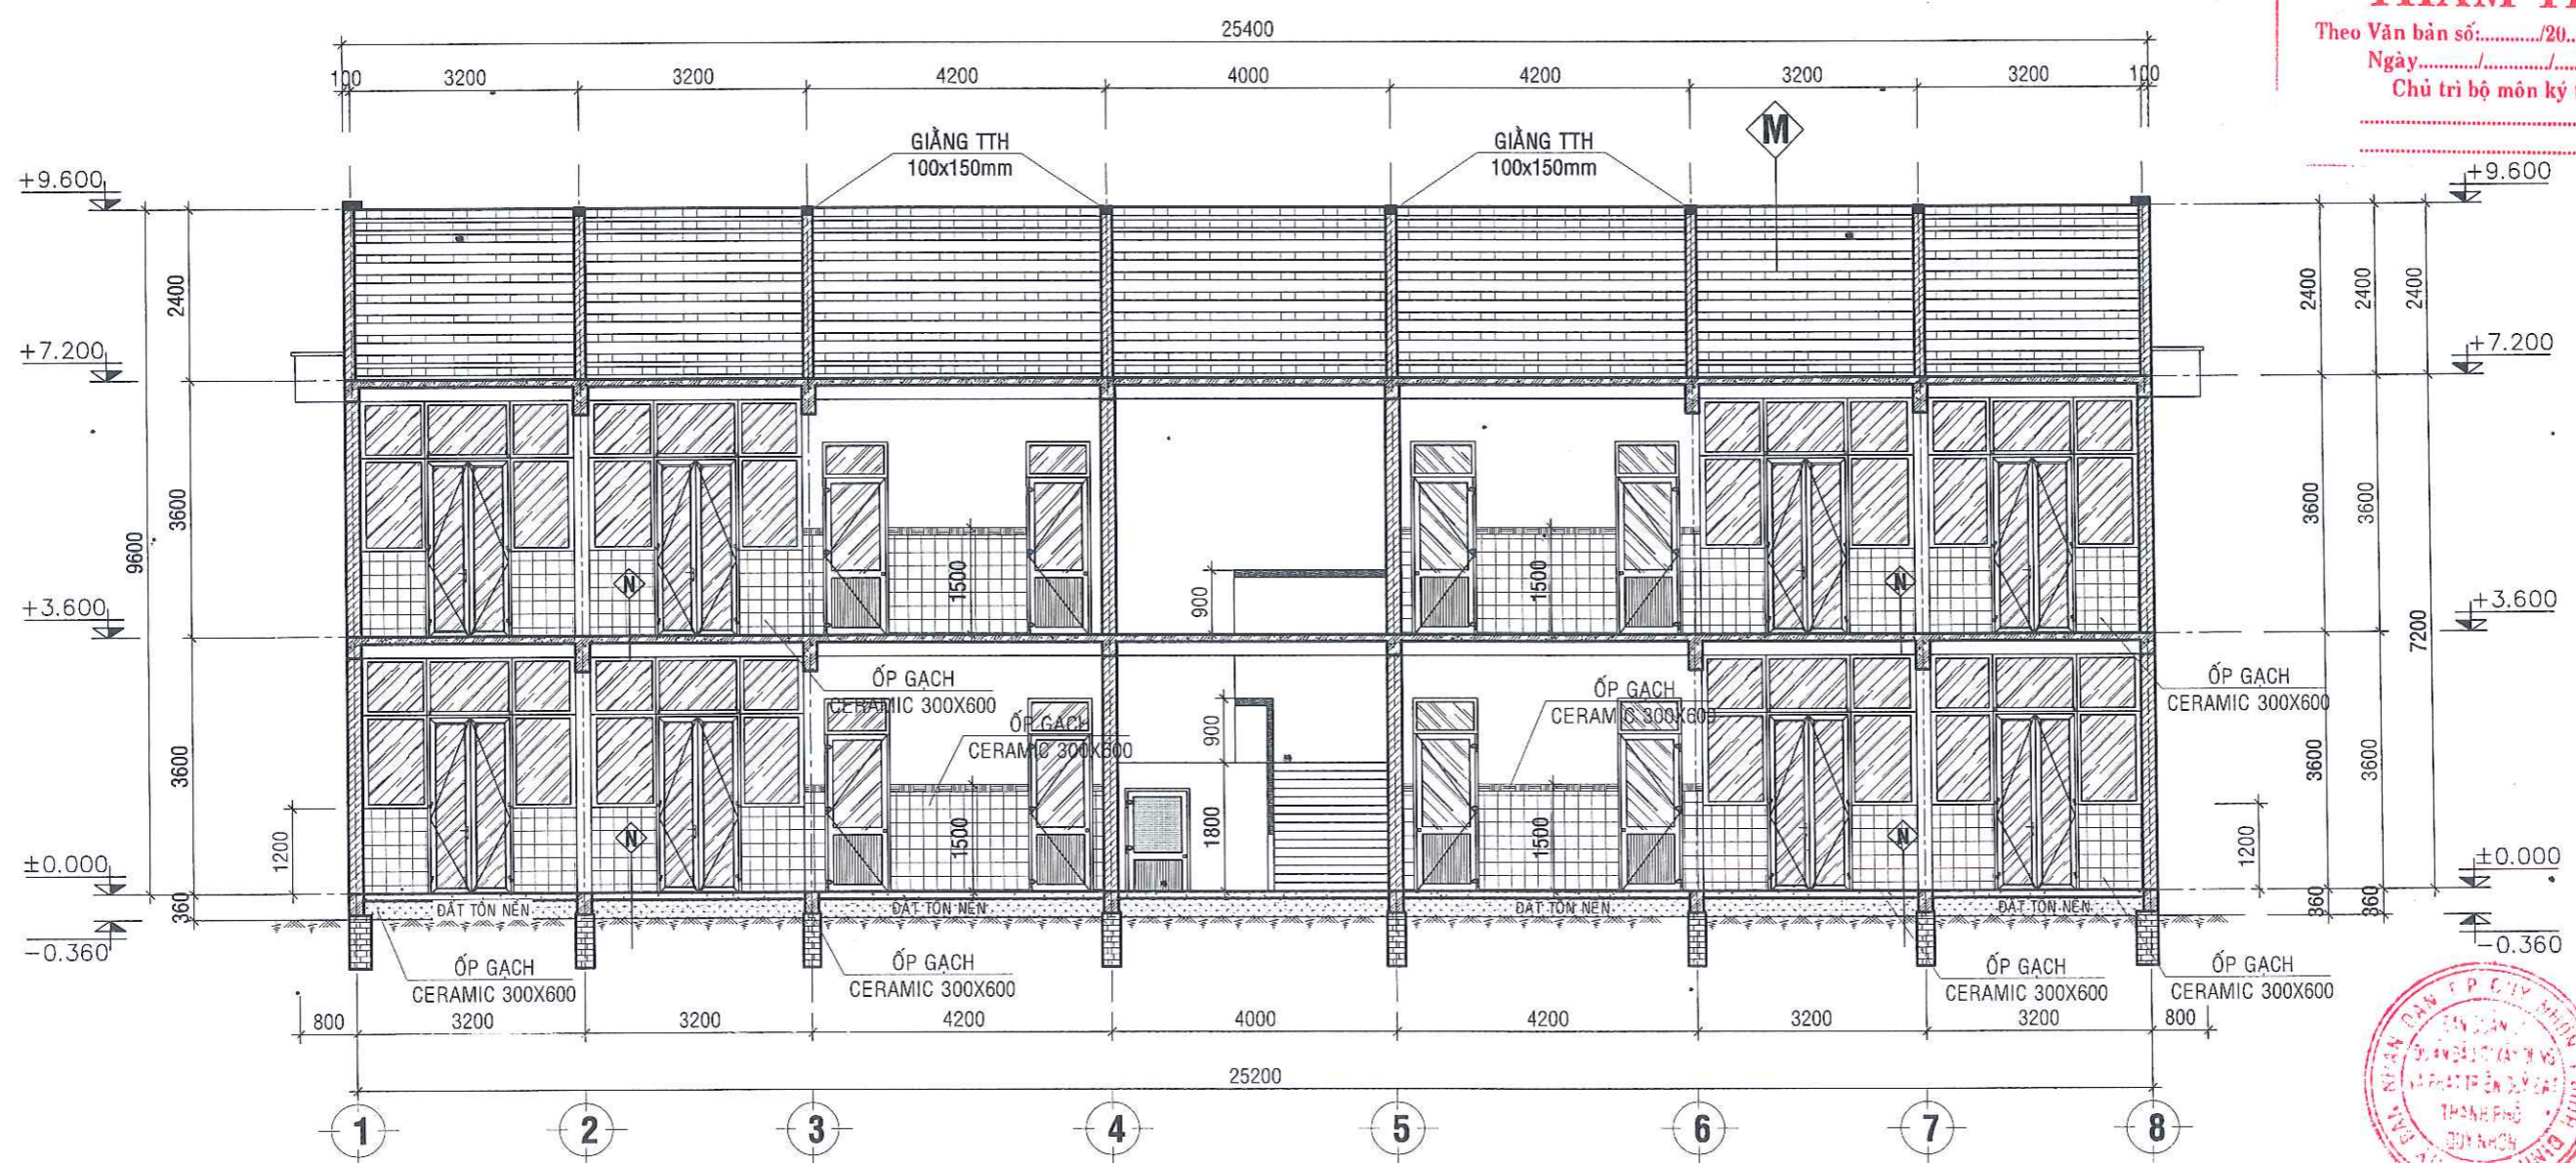 25400
Theo Văn bản số:............/20..
Ngày.........../............/.....
Chủ trì bộ môn ký
100 3200 3200 4200 4000 4200 3200 3200 100
M
GIẰNG TTH
100x150mm
GIẰNG TTH
100x150mm
+9.600
+9.600
2400
2400 2400 2400
+7.200
+7.200
3600
9600
3600 3600
1500
1500
900
N
N
+3.600
+3.600
7200
ỐP GẠCH
CERAMIC 300X600
ỐP GẠCH
CERAMIC 300X600
ỐP GẠCH
CERAMIC 300X600
ỐP GẠCH
CERAMIC 300X600
900
3600
3600 3600
1200
1500
1800
1500
1200
N
N
±0.000
±0.000
360
360 360
ĐẤT TÔN NỀN
ĐẤT TÔN NỀN
ĐẤT TÔN NỀN
ĐẤT TÔN NỀN
-0.360
-0.360
ỐP GẠCH
CERAMIC 300X600
ỐP GẠCH
CERAMIC 300X600
ỐP GẠCH
CERAMIC 300X600
ỐP GẠCH
CERAMIC 300X600
800 3200 3200 4200 4000 4200 3200 3200 800
25200
1 2 3 4 5 6 7 8
THÀNH PHỐ
QUY NHƠN